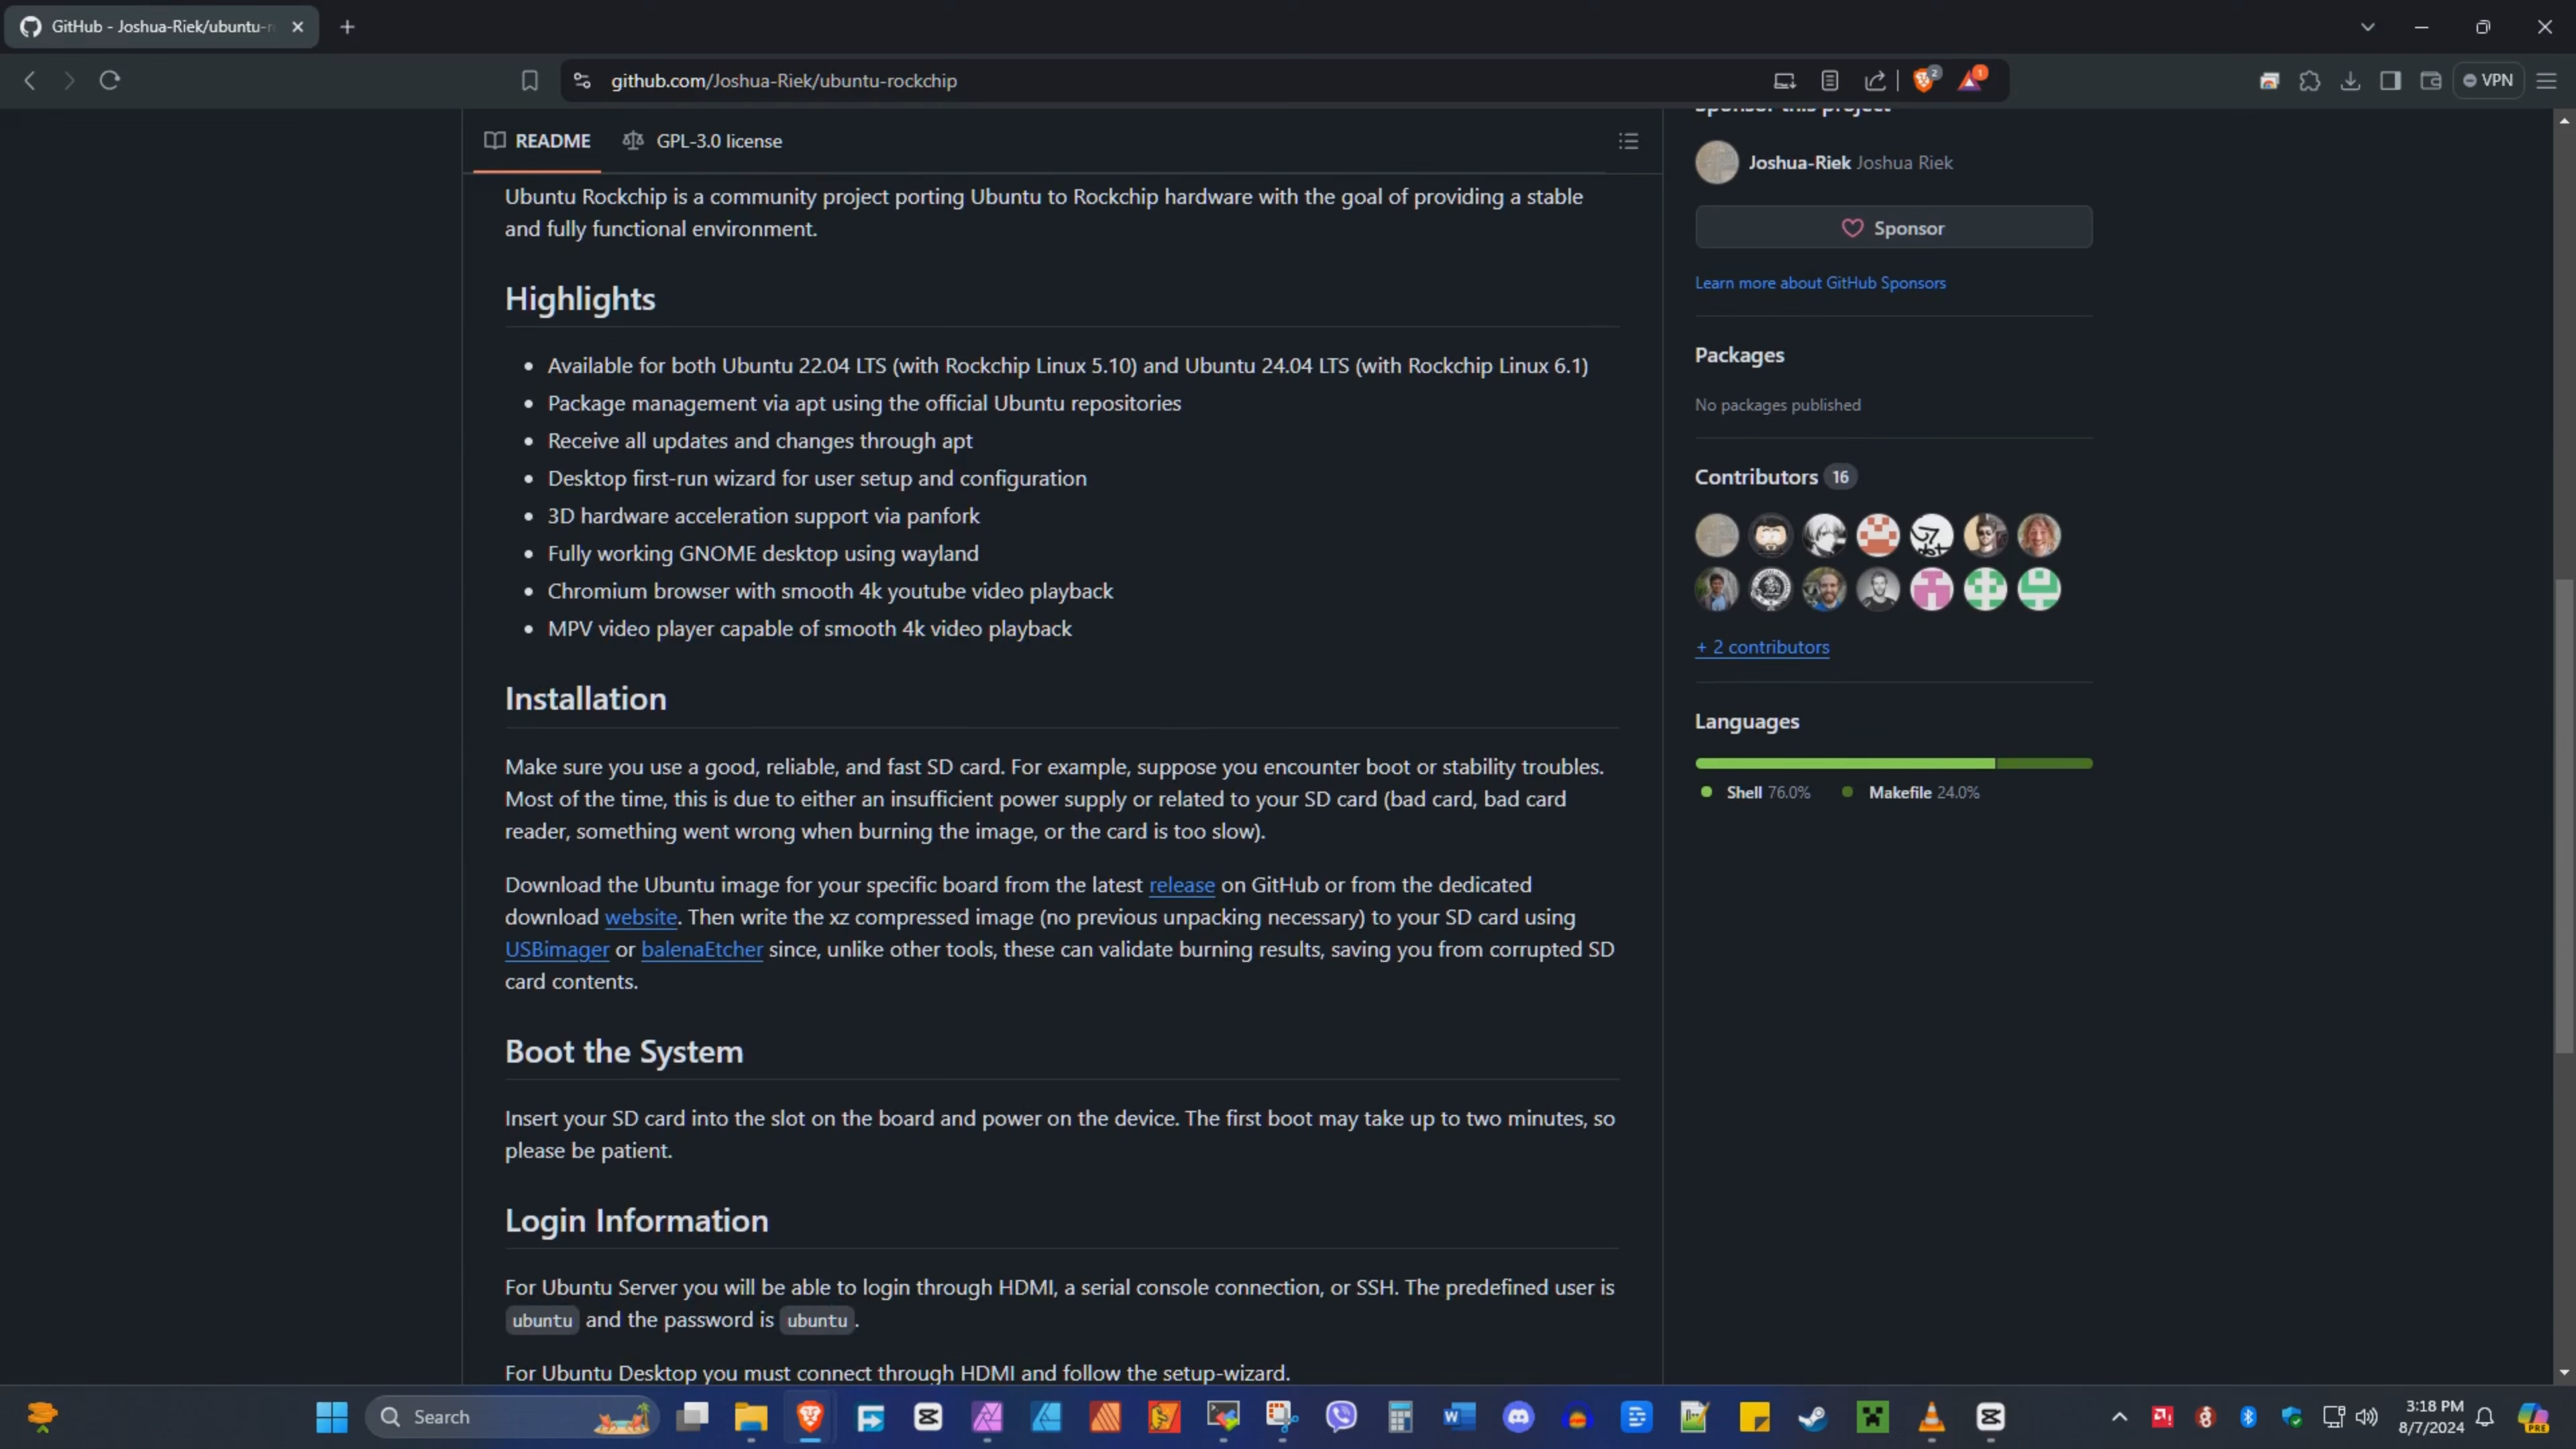 GitHub - Joshua-Riek/ubuntu-r
github.com/Joshua-Riek/ubuntu-rockchip
2
1
VPN
README
GPL-3.0 license
Ubuntu Rockchip is a community project porting Ubuntu to Rockchip hardware with the goal of providing a stable
and fully functional environment.
Highlights
• Available for both Ubuntu 22.04 LTS (with Rockchip Linux 5.10) and Ubuntu 24.04 LTS (with Rockchip Linux 6.1)
• Package management via apt using the official Ubuntu repositories
• Receive all updates and changes through apt
• Desktop first-run wizard for user setup and configuration
• 3D hardware acceleration support via panfork
• Fully working GNOME desktop using wayland
• Chromium browser with smooth 4k youtube video playback
• MPV video player capable of smooth 4k video playback
Installation
Make sure you use a good, reliable, and fast SD card. For example, suppose you encounter boot or stability troubles.
Most of the time, this is due to either an insufficient power supply or related to your SD card (bad card, bad card
reader, something went wrong when burning the image, or the card is too slow).
Download the Ubuntu image for your specific board from the latest release on GitHub or from the dedicated
download website. Then write the xz compressed image (no previous unpacking necessary) to your SD card using
USBimager or balenaEtcher since, unlike other tools, these can validate burning results, saving you from corrupted SD
card contents.
Boot the System
Insert your SD card into the slot on the board and power on the device. The first boot may take up to two minutes, so
please be patient.
Login Information
For Ubuntu Server you will be able to login through HDMI, a serial console connection, or SSH. The predefined user is
ubuntu and the password is ubuntu.
For Ubuntu Desktop you must connect through HDMI and follow the setup-wizard.
Sponsor this project
Joshua-Riek Joshua Riek
Sponsor
Learn more about GitHub Sponsors
Packages
No packages published
Contributors 16
+ 2 contributors
Languages
Shell 76.0% Makefile 24.0%
Search
3:18 PM
8/7/2024
PRE